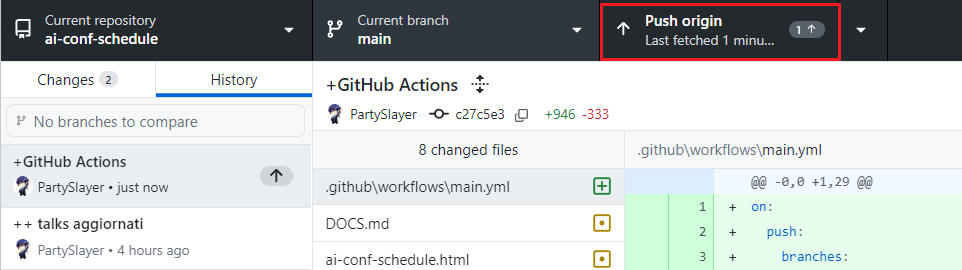 Current repository
ai-conf-schedule
Current branch
main
Push origin
Last fetched 1 minu...
1
Changes 2
History
No branches to compare
+GitHub Actions
PartySlayer • just now
++ talks aggiornati
PartySlayer • 4 hours ago
+GitHub Actions
PartySlayer c27c5e3 +946 -333
8 changed files
.github\workflows\main.yml
DOCS.md
ai-conf-schedule.html
.github\workflows\main.yml
@@ -0,0 +1,29 @@
1 + on:
2 + push:
3 + branches: